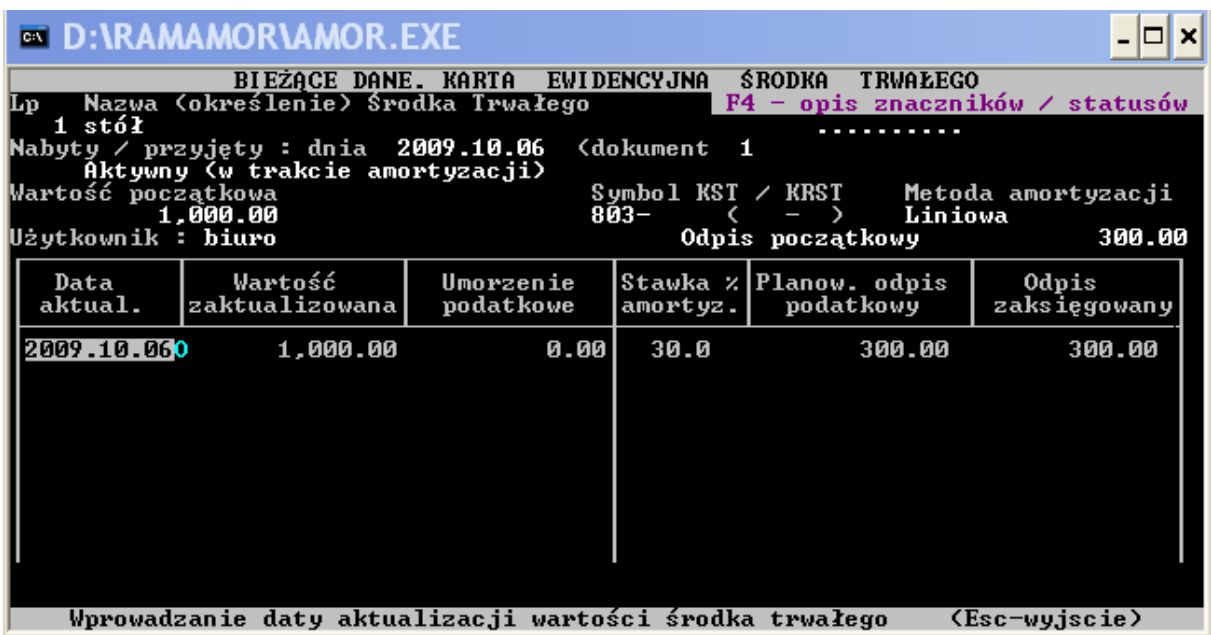 D:\RAMAMOR\AMOR.EXE
BIEŻĄCE DANE. KARTA EWIDENCYJNA ŚRODKA TRWAŁEGO
Lp Nazwa (określenie) Środka Trwałego F4 - opis znaczników / statusów
1 stół ..........
Nabyty / przyjęty : dnia 2009.10.06 (dokument 1
Aktywny (w trakcie amortyzacji)
Wartość początkowa Symbol KST / KRST Metoda amortyzacji
1,000.00 803- ( - ) Liniowa
Użytkownik : biuro Odpis początkowy 300.00
Data Wartość Umorzenie Stawka % Planow. odpis Odpis
aktual. zaktualizowana podatkowe amortyz. podatkowy zaksięgowany
2009.10.06O 1,000.00 0.00 30.0 300.00 300.00
Wprowadzanie daty aktualizacji wartości środka trwałego (Esc-wyjscie)